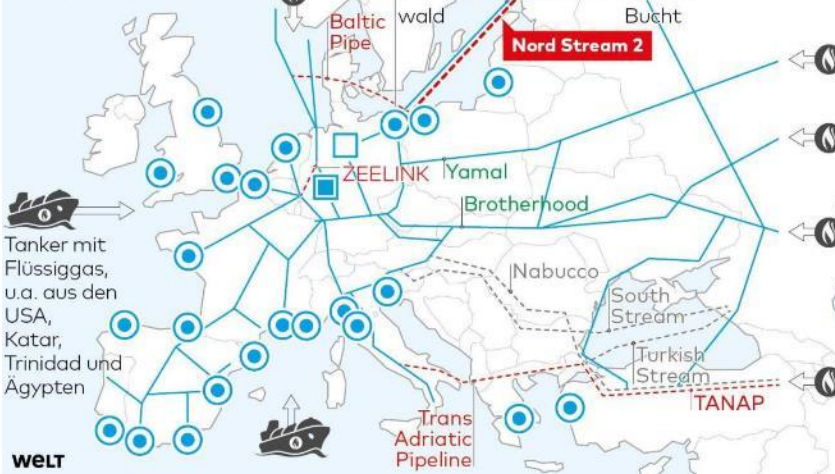 Baltic
Pipe
wald
Bucht
Nord Stream 2
ZEELINK
Yamal
Brotherhood
Tanker mit
Flüssiggas,
u.a. aus den
USA,
Katar,
Trinidad und
Ägypten
Nabucco
South
Stream
Turkish
Stream
TANAP
Trans
Adriatic
Pipeline
WELT